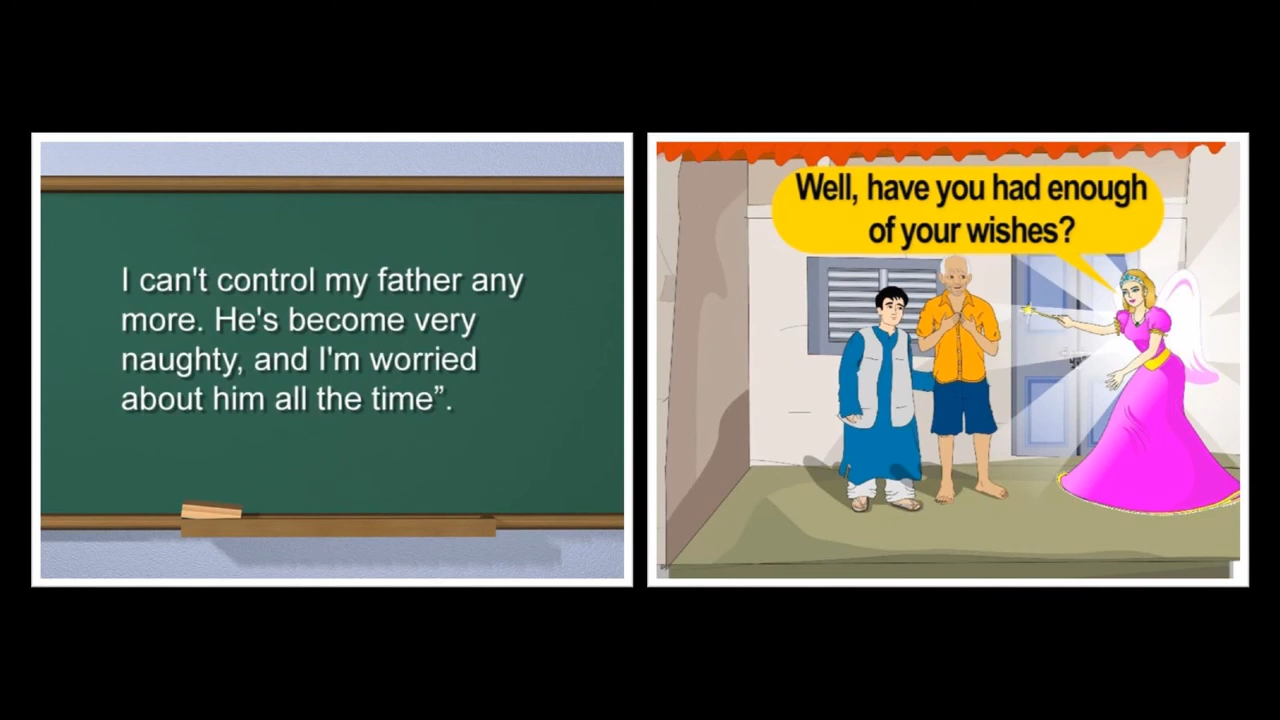 I can't control my father any
more. He's become very
naughty, and I'm worried
about him all the time”.
Well, have you had enough
of your wishes?